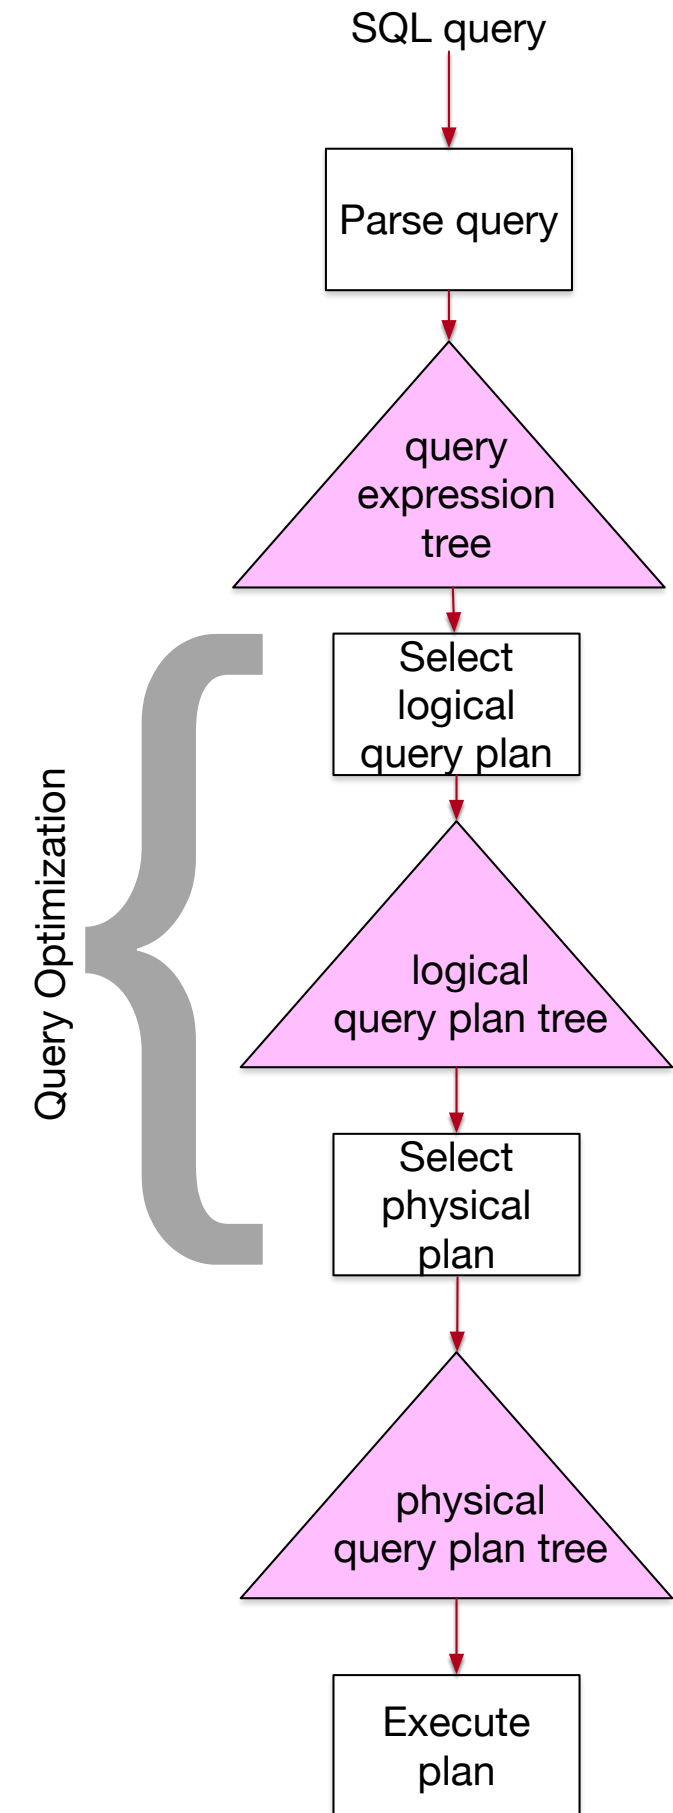 SQL query
Parse query
query
expression
tree
Select
logical
query plan
Query Optimization
logical
query plan tree
Select
physical
plan
physical
query plan tree
Execute
plan